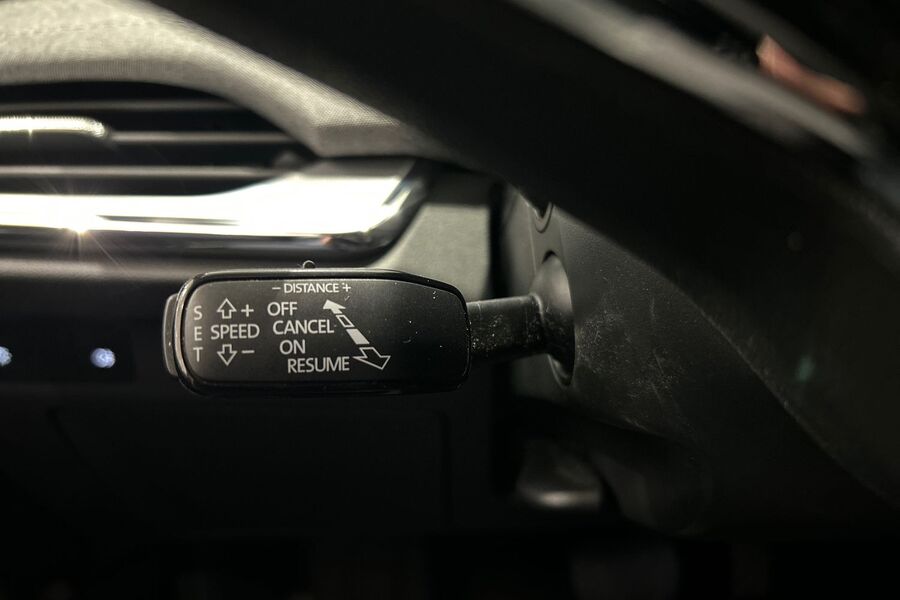 - DISTANCE +
S E T
+
SPEED
-
OFF
CANCEL
ON
RESUME